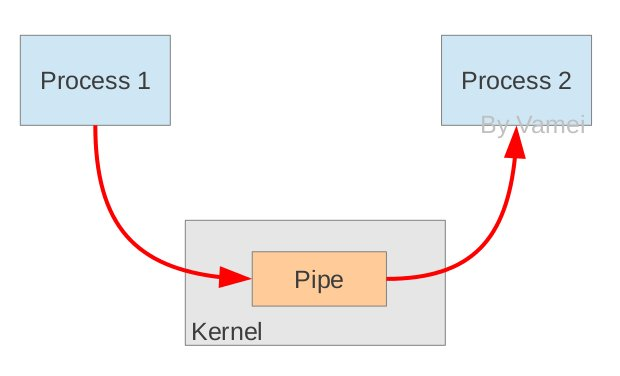 Process 1
Process 2
By Vamei
Pipe
Kernel